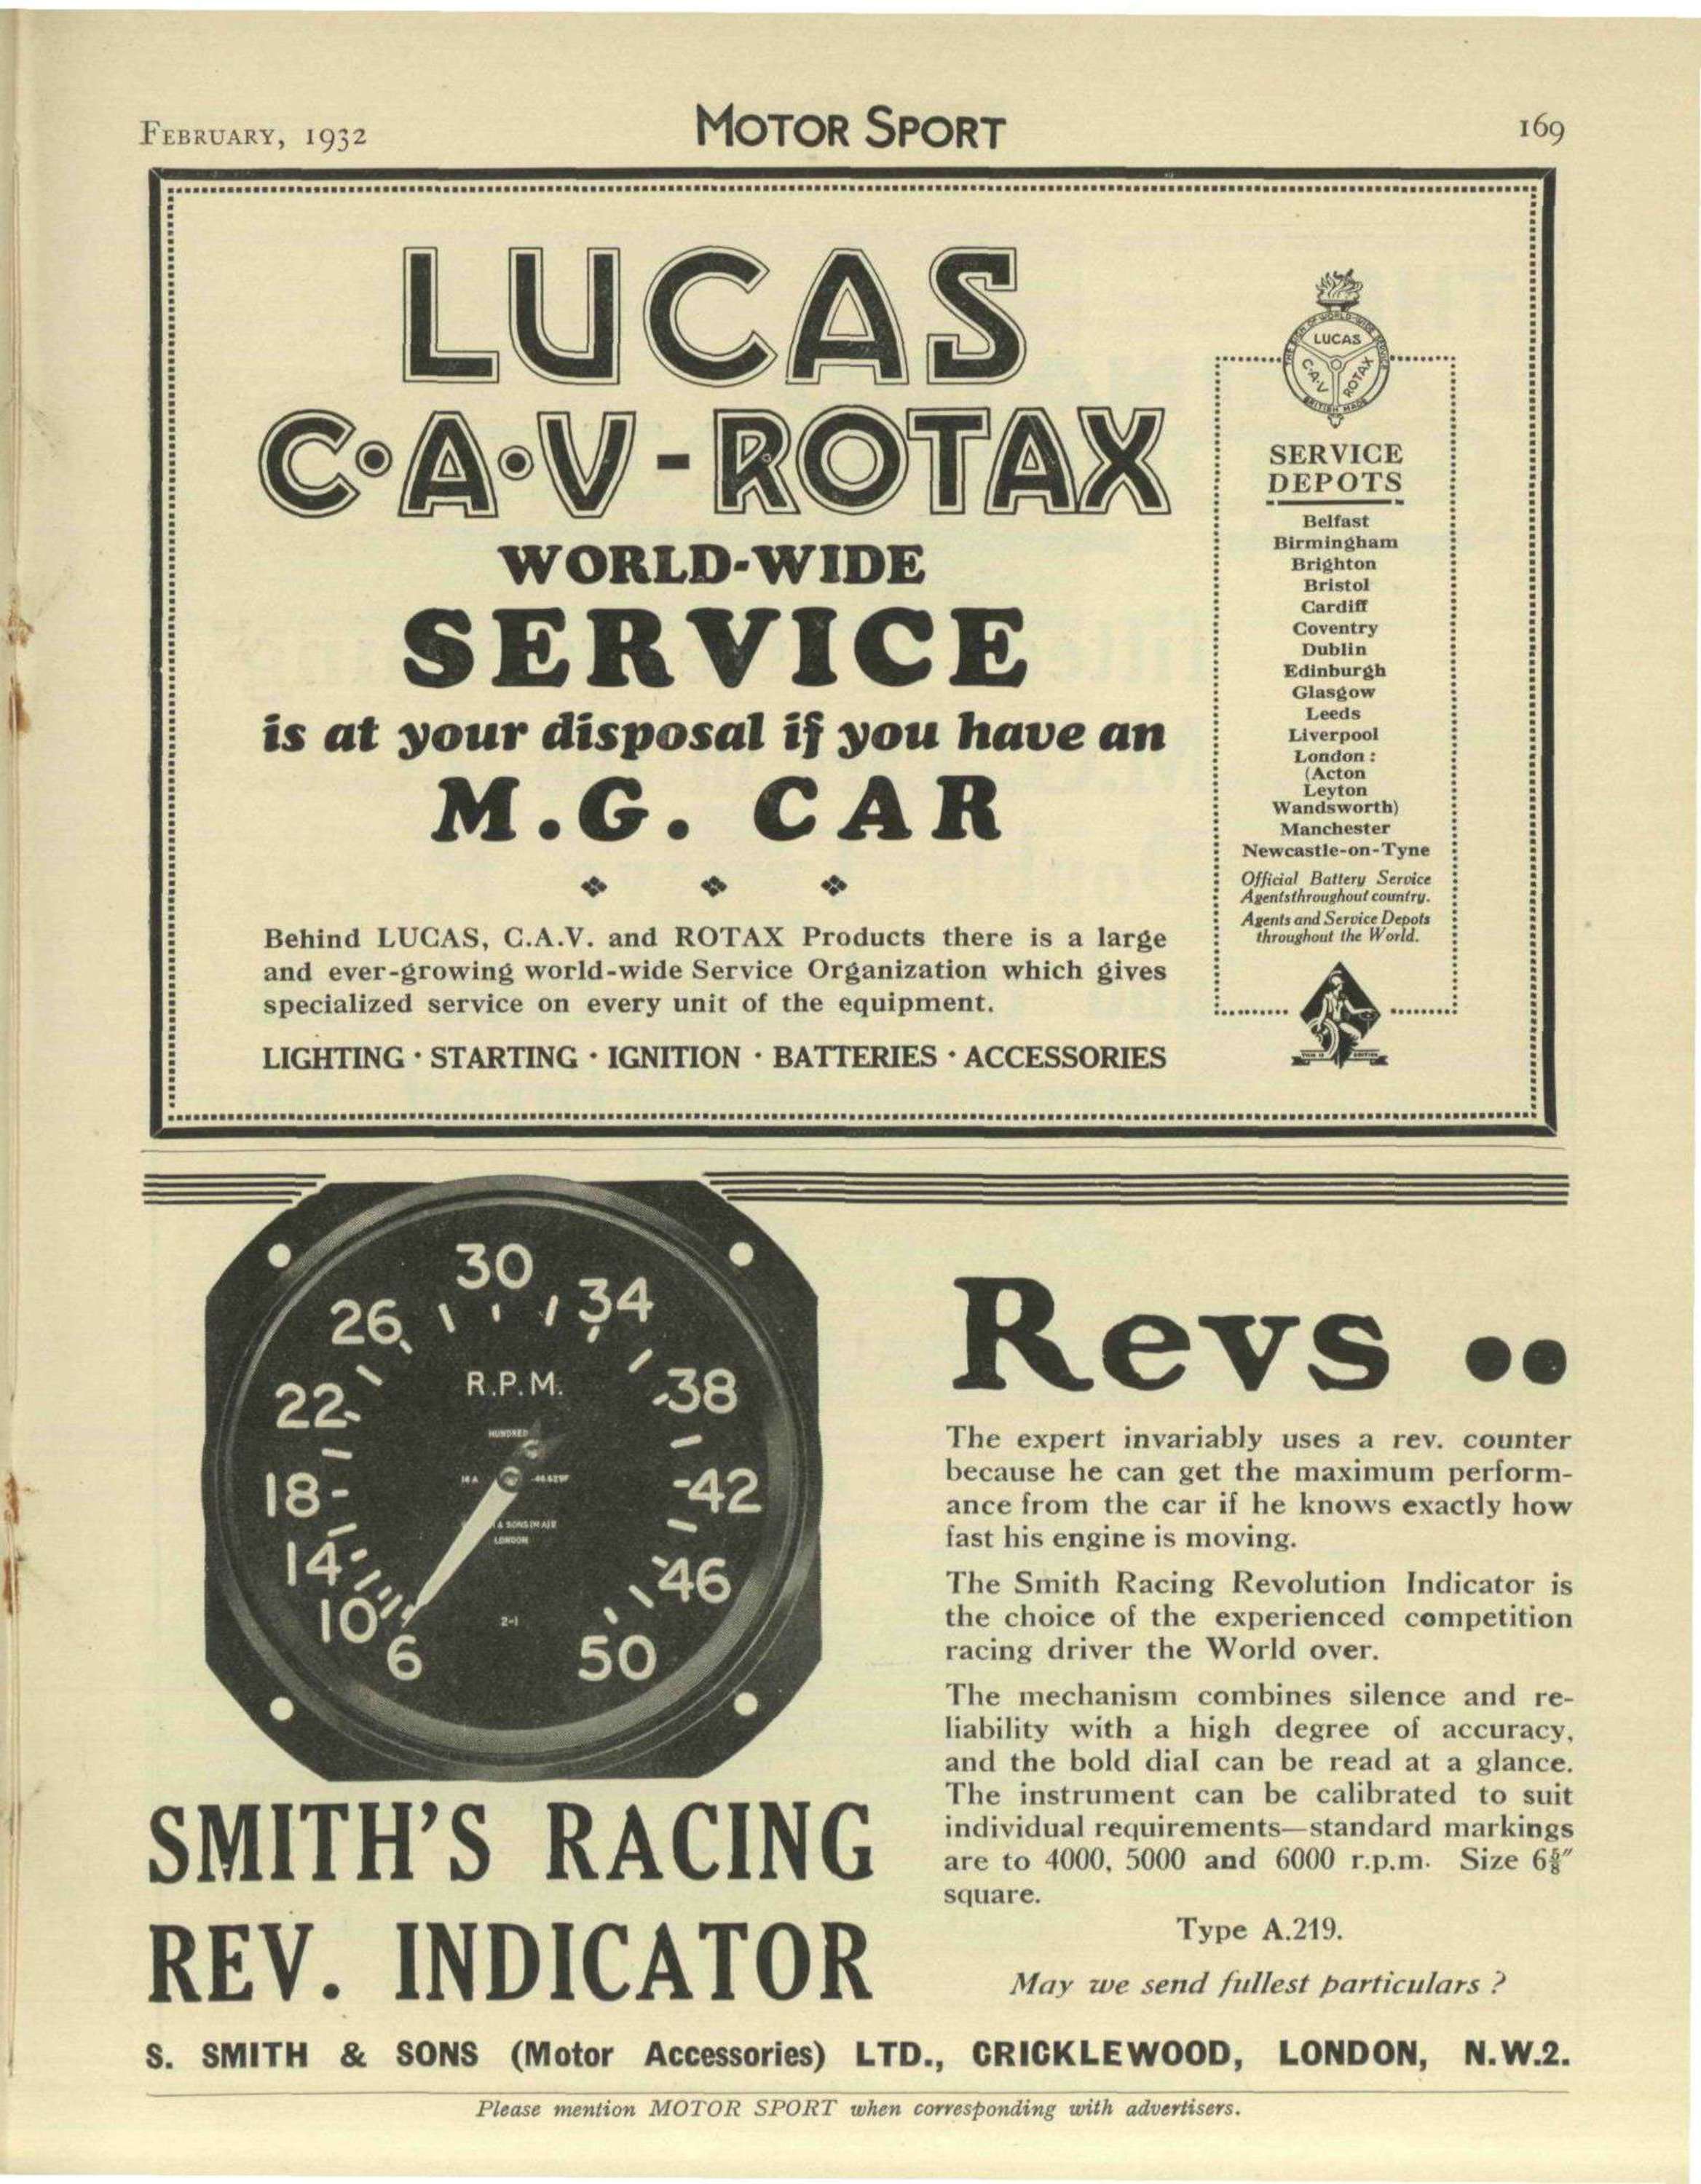 FEBRUARY, 1932
MOTOR SPORT
169
LUCAS
C·A·V-ROTAX
WORLD-WIDE
SERVICE
is at your disposal if you have an
M.G. CAR
Behind LUCAS, C.A.V. and ROTAX Products there is a large
and ever-growing world-wide Service Organization which gives
specialized service on every unit of the equipment.
LIGHTING · STARTING · IGNITION · BATTERIES · ACCESSORIES
LUCAS
C·A·V
ROTAX
BRITISH MADE
SERVICE
DEPOTS
Belfast
Birmingham
Brighton
Bristol
Cardiff
Coventry
Dublin
Edinburgh
Glasgow
Leeds
Liverpool
London :
(Acton
Leyton
Wandsworth)
Manchester
Newcastle-on-Tyne
Official Battery Service
Agents throughout country.
Agents and Service Depots
throughout the World.
30
26
34
22
R.P.M.
38
HUNDRED
18
42
14
LONDON
46
10
2-1
6
50
SMITH'S RACING
REV. INDICATOR
Revs ..
The expert invariably uses a rev. counter
because he can get the maximum perform-
ance from the car if he knows exactly how
fast his engine is moving.
The Smith Racing Revolution Indicator is
the choice of the experienced competition
racing driver the World over.
The mechanism combines silence and re-
liability with a high degree of accuracy,
and the bold dial can be read at a glance.
The instrument can be calibrated to suit
individual requirements—standard markings
are to 4000, 5000 and 6000 r.p.m. Size 6⅝"
square.
Type A.219.
May we send fullest particulars ?
S. SMITH & SONS (Motor Accessories) LTD., CRICKLEWOOD, LONDON, N.W.2.
Please mention MOTOR SPORT when corresponding with advertisers.